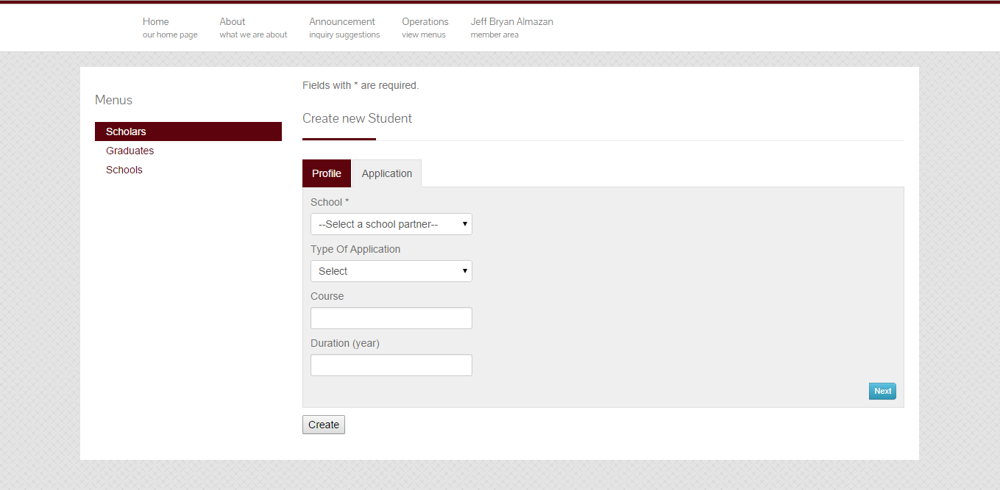 Home About Announcement Operations Jeff Bryan Almazan
our home page what we are about inquiry suggestions view menus member area
Fields with * are required.
Menus
Create new Student
Scholars
Graduates
Schools
Profile Application
School *
--Select a school partner--
Type Of Application
Select
Course
Duration (year)
Next
Create